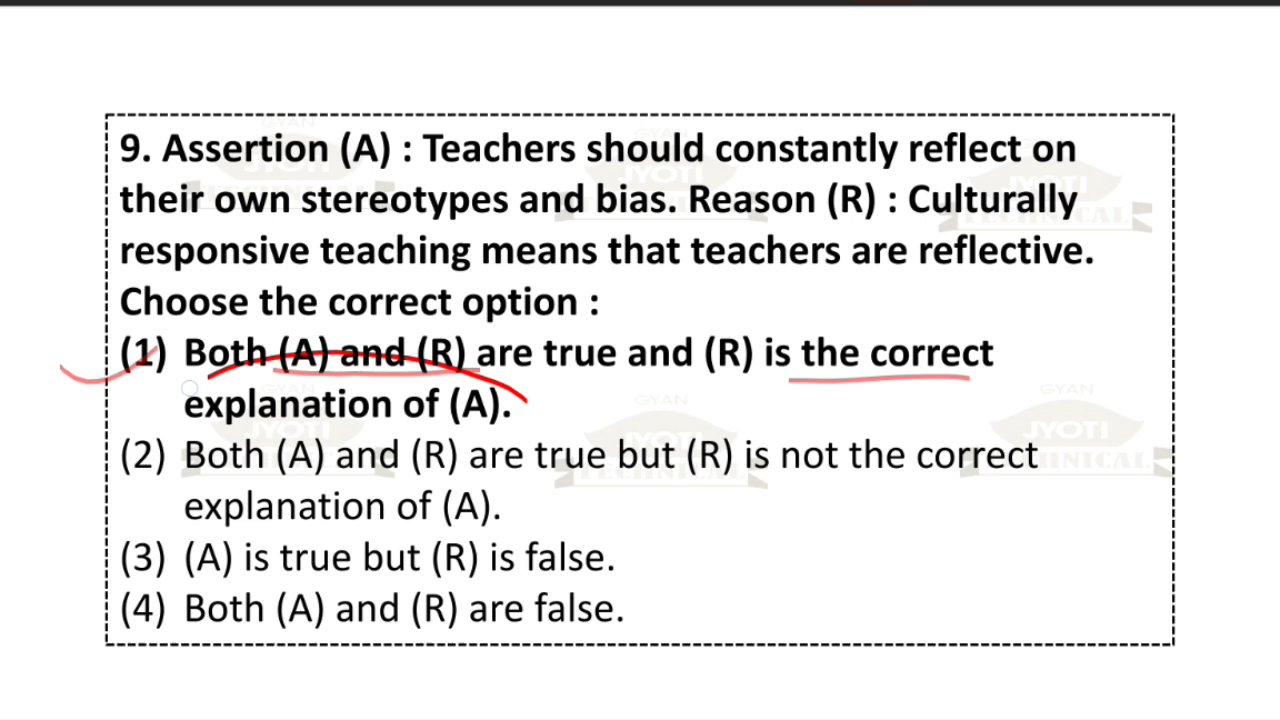 9. Assertion (A) : Teachers should constantly reflect on
their own stereotypes and bias. Reason (R) : Culturally
responsive teaching means that teachers are reflective.
Choose the correct option :
(1) Both (A) and (R) are true and (R) is the correct
explanation of (A).
(2) Both (A) and (R) are true but (R) is not the correct
explanation of (A).
(3) (A) is true but (R) is false.
(4) Both (A) and (R) are false.
GYAN
JYOTI
TECHNICAL